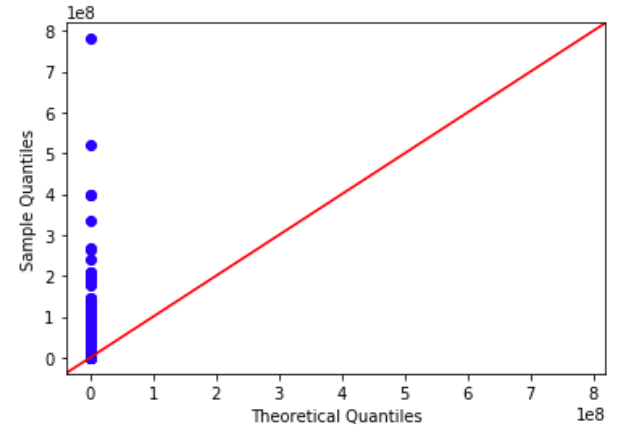 1e8
8
7
6
5
4
3
2
1
0
Sample Quantiles
0 1 2 3 4 5 6 7 8
1e8
Theoretical Quantiles